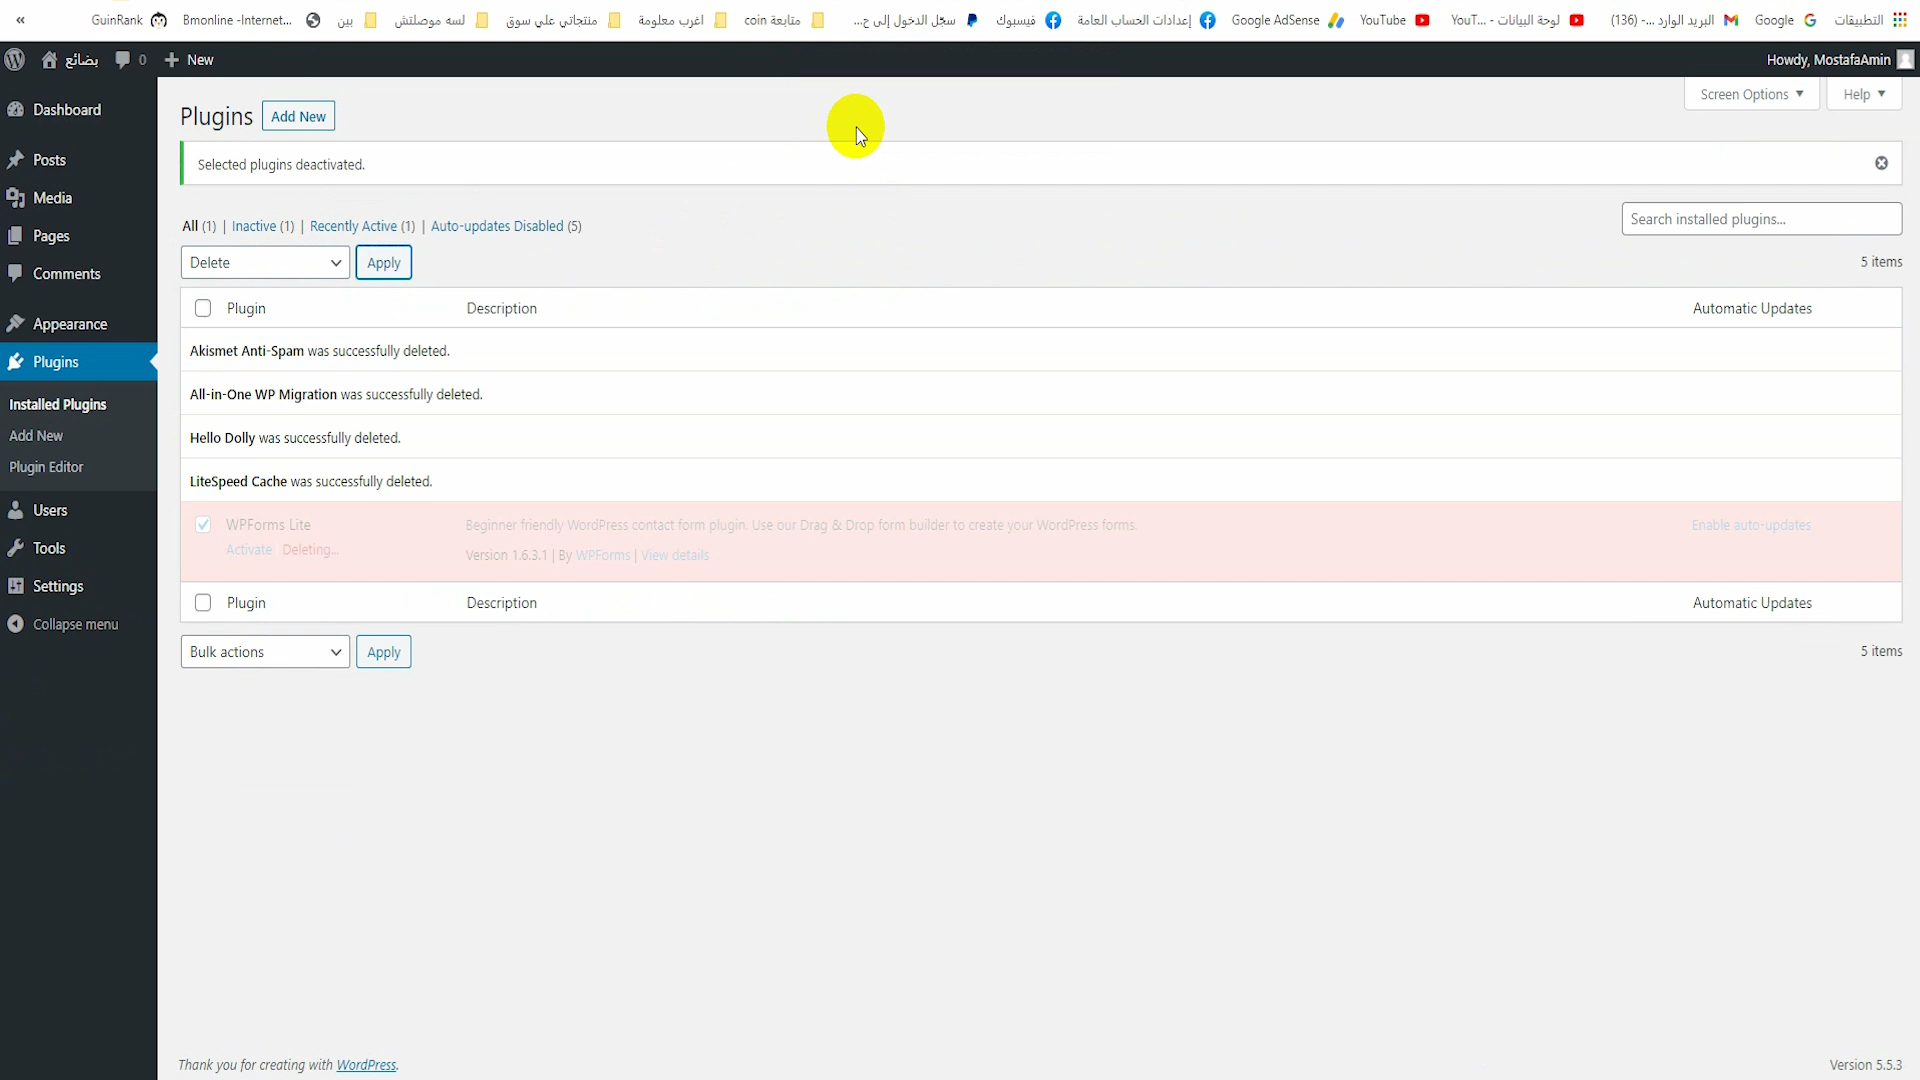 «
GuinRank
Bmonline -Internet...
بين
لسه موصلتش
منتجاتي علي سوق
اغرب معلومة
متابعة coin
سجّل الدخول إلى ح...
فيسبوك
إعدادات الحساب العامة
Google AdSense
YouTube
لوحة البيانات - YouT...
البريد الوارد -... (136)
Google
التطبيقات
بضائع
0
+ New
Howdy, MostafaAmin
Screen Options
Help
Dashboard
Posts
Media
Pages
Comments
Appearance
Plugins
Installed Plugins
Add New
Plugin Editor
Users
Tools
Settings
Collapse menu
Plugins
Add New
Selected plugins deactivated.
All (1) | Inactive (1) | Recently Active (1) | Auto-updates Disabled (5)
Search installed plugins...
Delete
Apply
5 items
Plugin
Description
Automatic Updates
Akismet Anti-Spam was successfully deleted.
All-in-One WP Migration was successfully deleted.
Hello Dolly was successfully deleted.
LiteSpeed Cache was successfully deleted.
WPForms Lite
Activate Deleting...
Beginner friendly WordPress contact form plugin. Use our Drag & Drop form builder to create your WordPress forms.
Version 1.6.3.1 | By WPForms | View details
Enable auto-updates
Plugin
Description
Automatic Updates
Bulk actions
Apply
5 items
Thank you for creating with WordPress.
Version 5.5.3